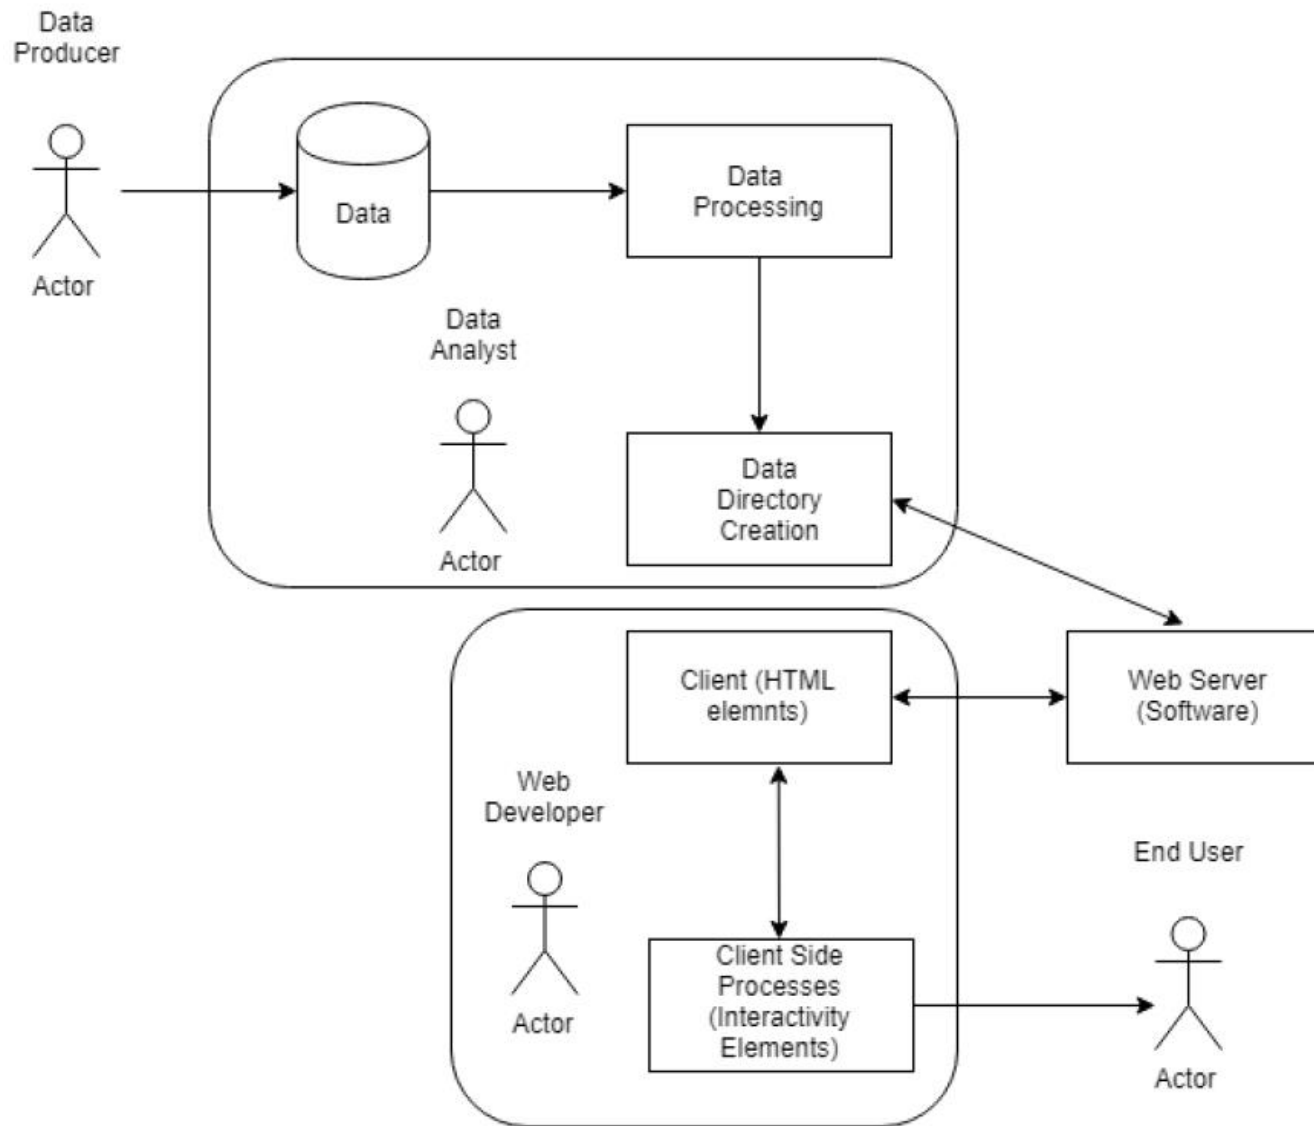 Data
Producer
Actor
Data
Data
Processing
Data
Analyst
Actor
Data
Directory
Creation
Client (HTML
elemnts)
Web Server
(Software)
Web
Developer
Actor
Client Side
Processes
(Interactivity
Elements)
End User
Actor